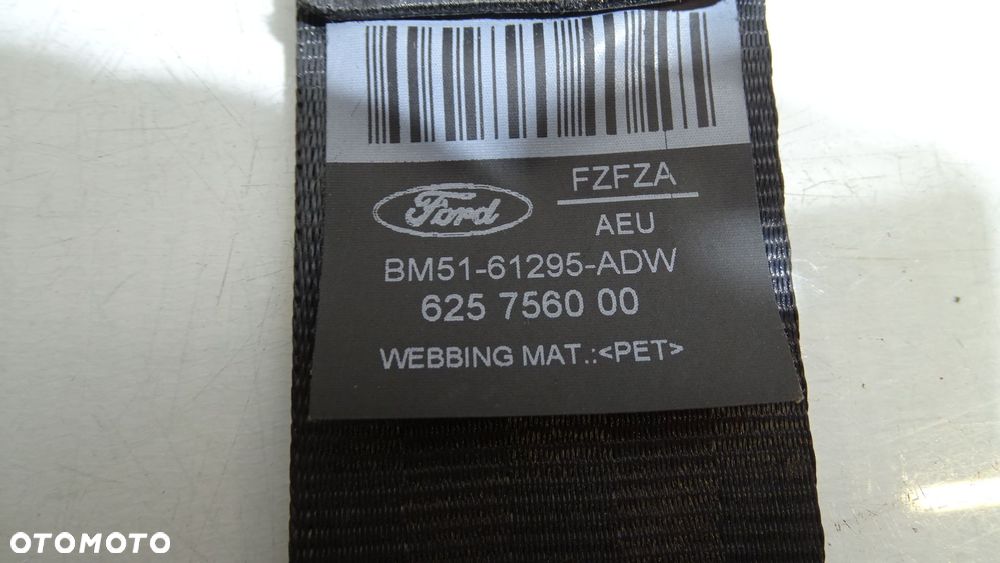 FZFZA
Ford
AEU
BM51-61295-ADW
625 7560 00
WEBBING MAT.:<PET>
OTOMOTO